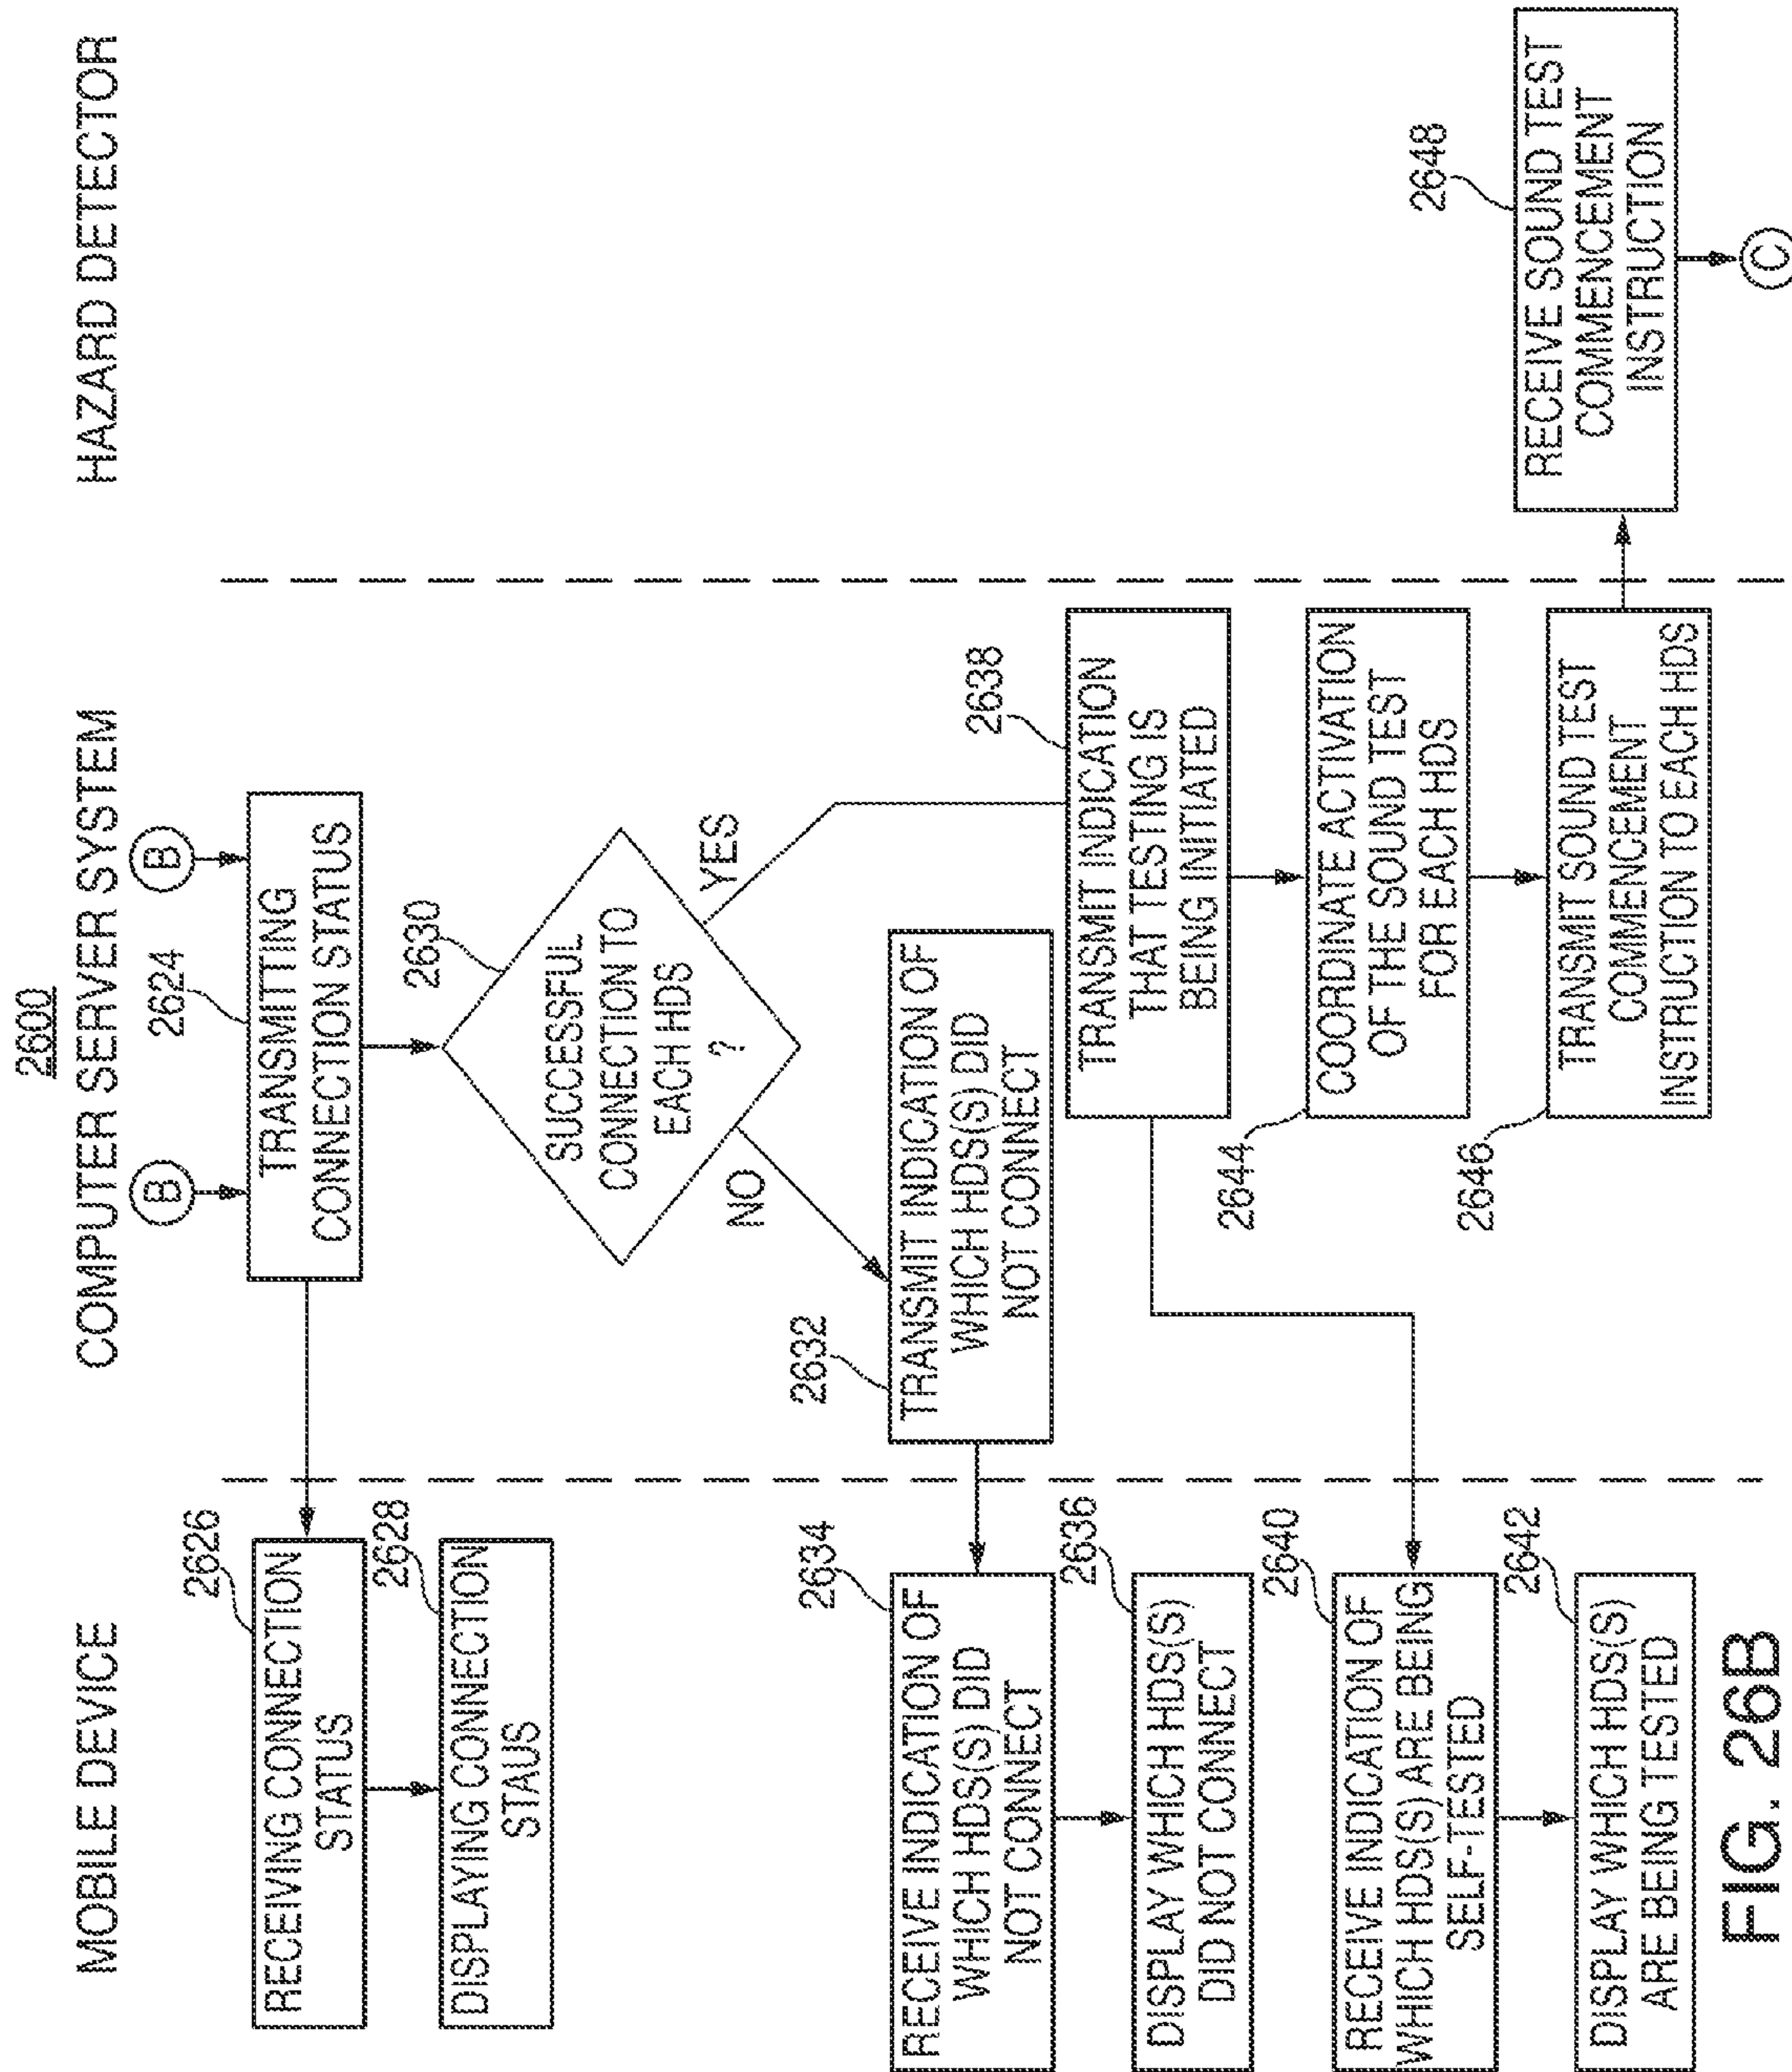 2600
MOBILE DEVICE
COMPUTER SERVER SYSTEM
HAZARD DETECTOR
B
B
2624
TRANSMITTING
CONNECTION STATUS
2626
RECEIVING CONNECTION
STATUS
2628
DISPLAYING CONNECTION
STAUS
2630
SUCCESSFUL
CONNECTION TO
EACH HDS
?
NO
YES
2632
TRANSMIT INDICATION OF
WHICH HDS(S) DID
NOT CONNECT
2634
RECEIVE INDICATION OF
WHICH HDS(S) DID
NOT CONNECT
2636
DISPLAY WHICH HDS(S)
DID NOT CONNECT
2638
TRANSMIT INDICATION
THAT TESTING IS
BEING INITIATED
2640
RECEIVE INDICATION OF
WHICH HDS(S) ARE BEING
SELF-TESTED
2642
DISPLAY WHICH HDS(S)
ARE BEING TESTED
2644
COORDINATE ACTIVATION
OF THE SOUND TEST
FOR EACH HDS
2646
TRANSMIT SOUND TEST
COMMENCEMENT
INSTRUCTION TO EACH HDS
2648
RECEIVE SOUND TEST
COMMENCEMENT
INSTRUCTION
C
FIG. 26B